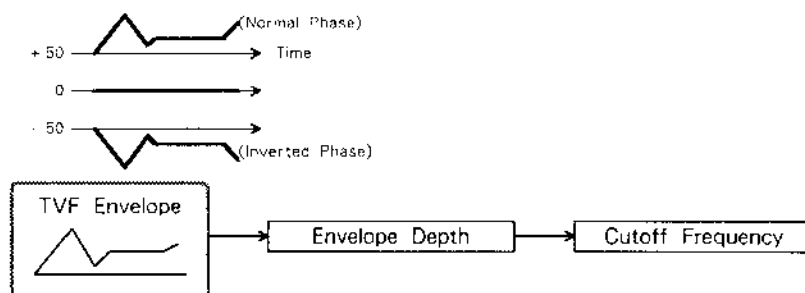 (Normal Phase)
+ 50
Time
0
- 50
(Inverted Phase)
TVF Envelope
Envelope Depth
Cutoff Frequency